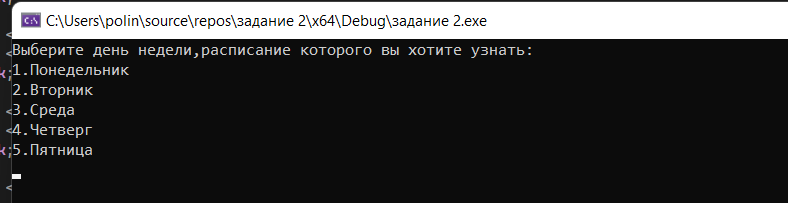 C:\Users\polin\source\repos\задание 2\x64\Debug\задание 2.exe
Выберите день недели,расписание которого вы хотите узнать:
1.Понедельник
2.Вторник
3.Среда
4.Четверг
5.Пятница